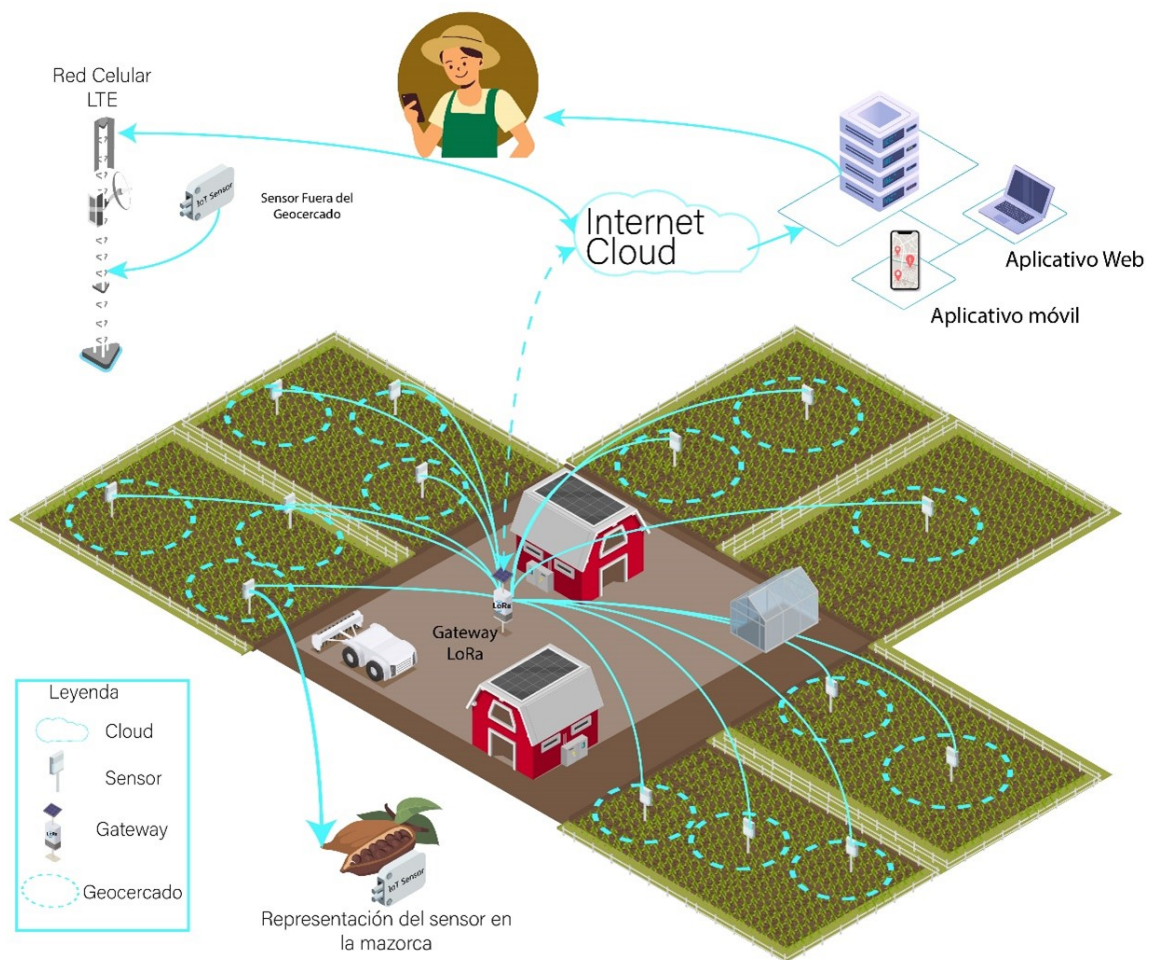 Red Celular
LTE
IoT Sensor
Sensor Fuera del
Geocercado
Internet
Cloud
Aplicativo Web
Aplicativo móvil
LoRa
Gateway
LoRa
Leyenda
Cloud
Sensor
LoRa
Gateway
Geocercado
IoT Sensor
Representación del sensor en
la mazorca